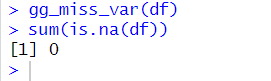 > gg_miss_var(df)
> sum(is.na(df))
[1] 0
>